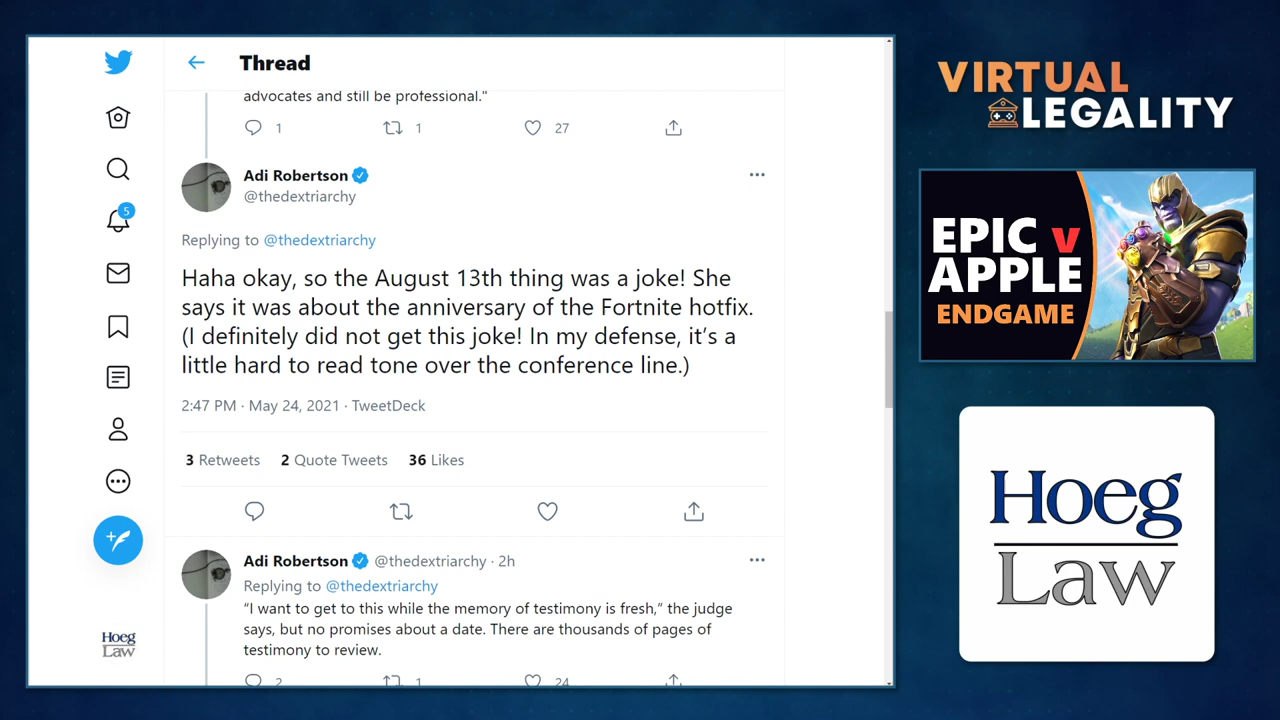 Thread
advocates and still be professional."
1
1
27
Adi Robertson
@thedextriarchy
Replying to @thedextriarchy
Haha okay, so the August 13th thing was a joke! She
says it was about the anniversary of the Fortnite hotfix.
(I definitely did not get this joke! In my defense, it’s a
little hard to read tone over the conference line.)
2:47 PM · May 24, 2021 · TweetDeck
3 Retweets 2 Quote Tweets 36 Likes
Adi Robertson @thedextriarchy · 2h
Replying to @thedextriarchy
“I want to get to this while the memory of testimony is fresh,” the judge
says, but no promises about a date. There are thousands of pages of
testimony to review.
2
1
24
5
Hoeg
Law
VIRTUAL
LEGALITY
EPIC v
APPLE
ENDGAME
Hoeg
Law